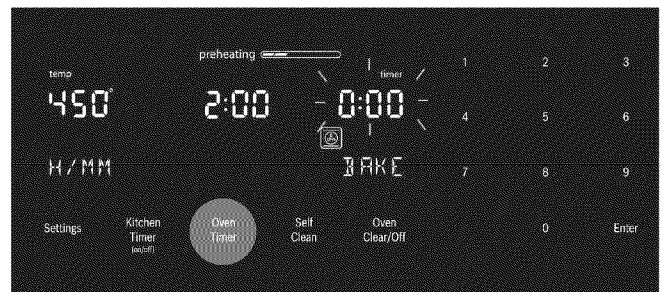 preheating
temp
timer
450°
2:00
0:00
H/MM
BAKE
1 2 3
4 5 6
7 8 9
0 Enter
Settings
Kitchen
Timer
(on/off)
Oven
Timer
Self
Clean
Oven
Clear/Off